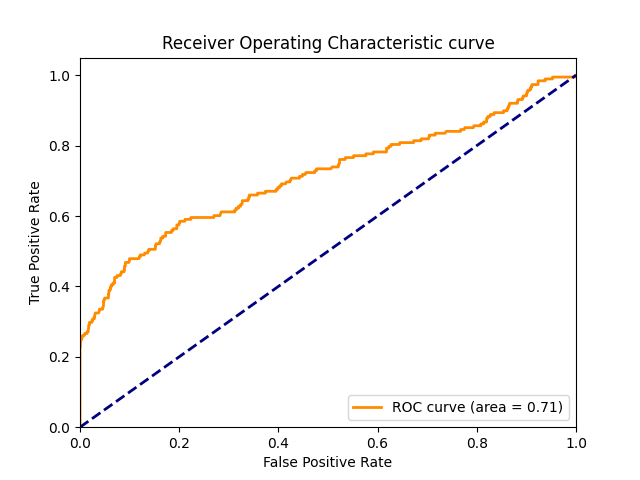 Receiver Operating Characteristic curve
True Positive Rate
1.0
0.8
0.6
0.4
0.2
0.0
ROC curve (area = 0.71)
0.0 0.2 0.4 0.6 0.8 1.0
False Positive Rate